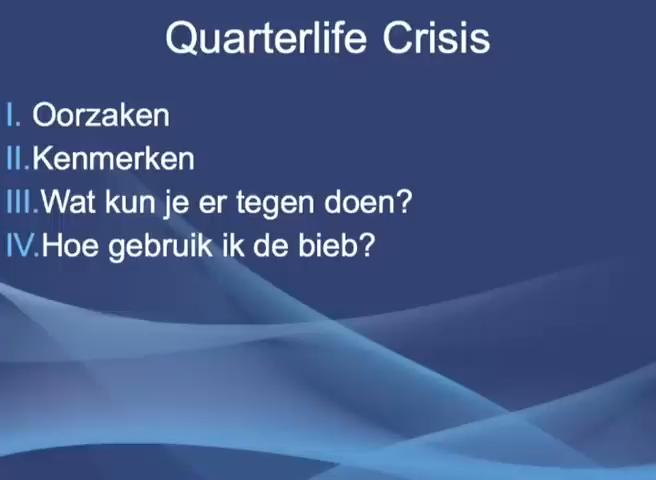 Quarterlife Crisis
I. Oorzaken
II.Kenmerken
III.Wat kun je er tegen doen?
IV.Hoe gebruik ik de bieb?